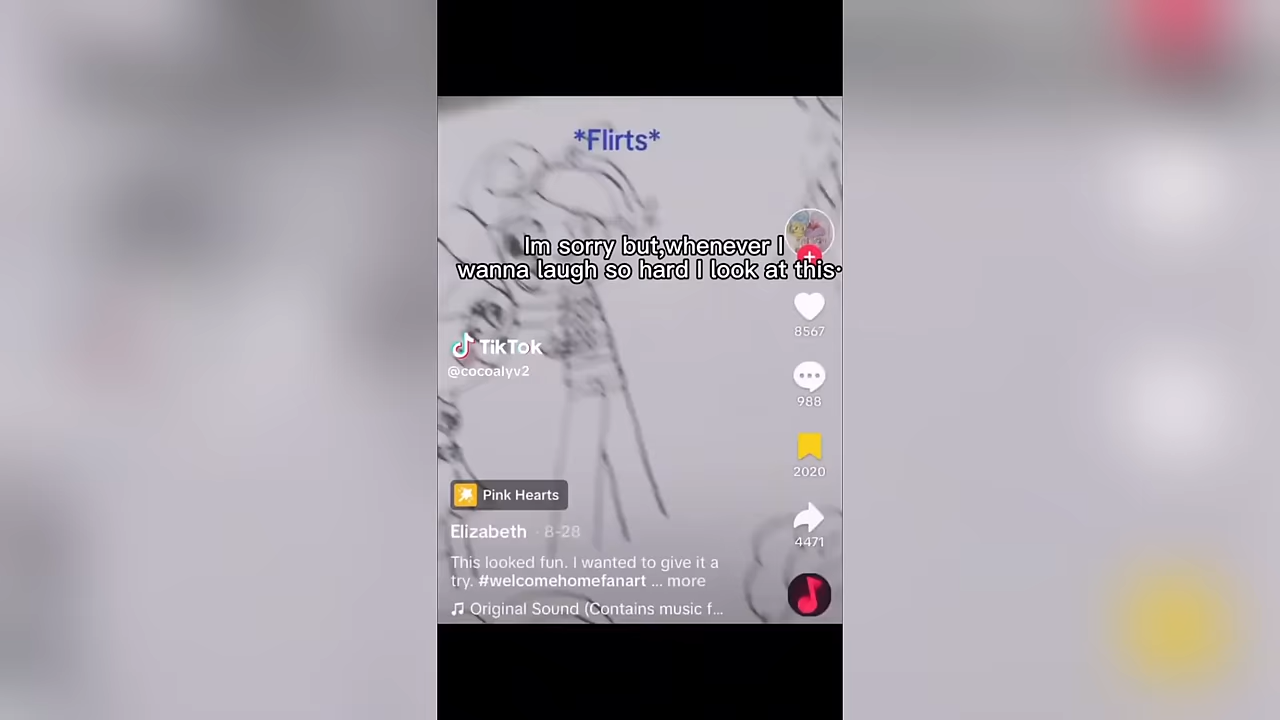 *Flirts*
Im sorry but,whenever I
wanna laugh so hard I look at this
8567
TikTok
@cocoalyv2
988
2020
Pink Hearts
Elizabeth · 8-28
4471
This looked fun. I wanted to give it a
try. #welcomehomefanart ... more
Original Sound (Contains music f...